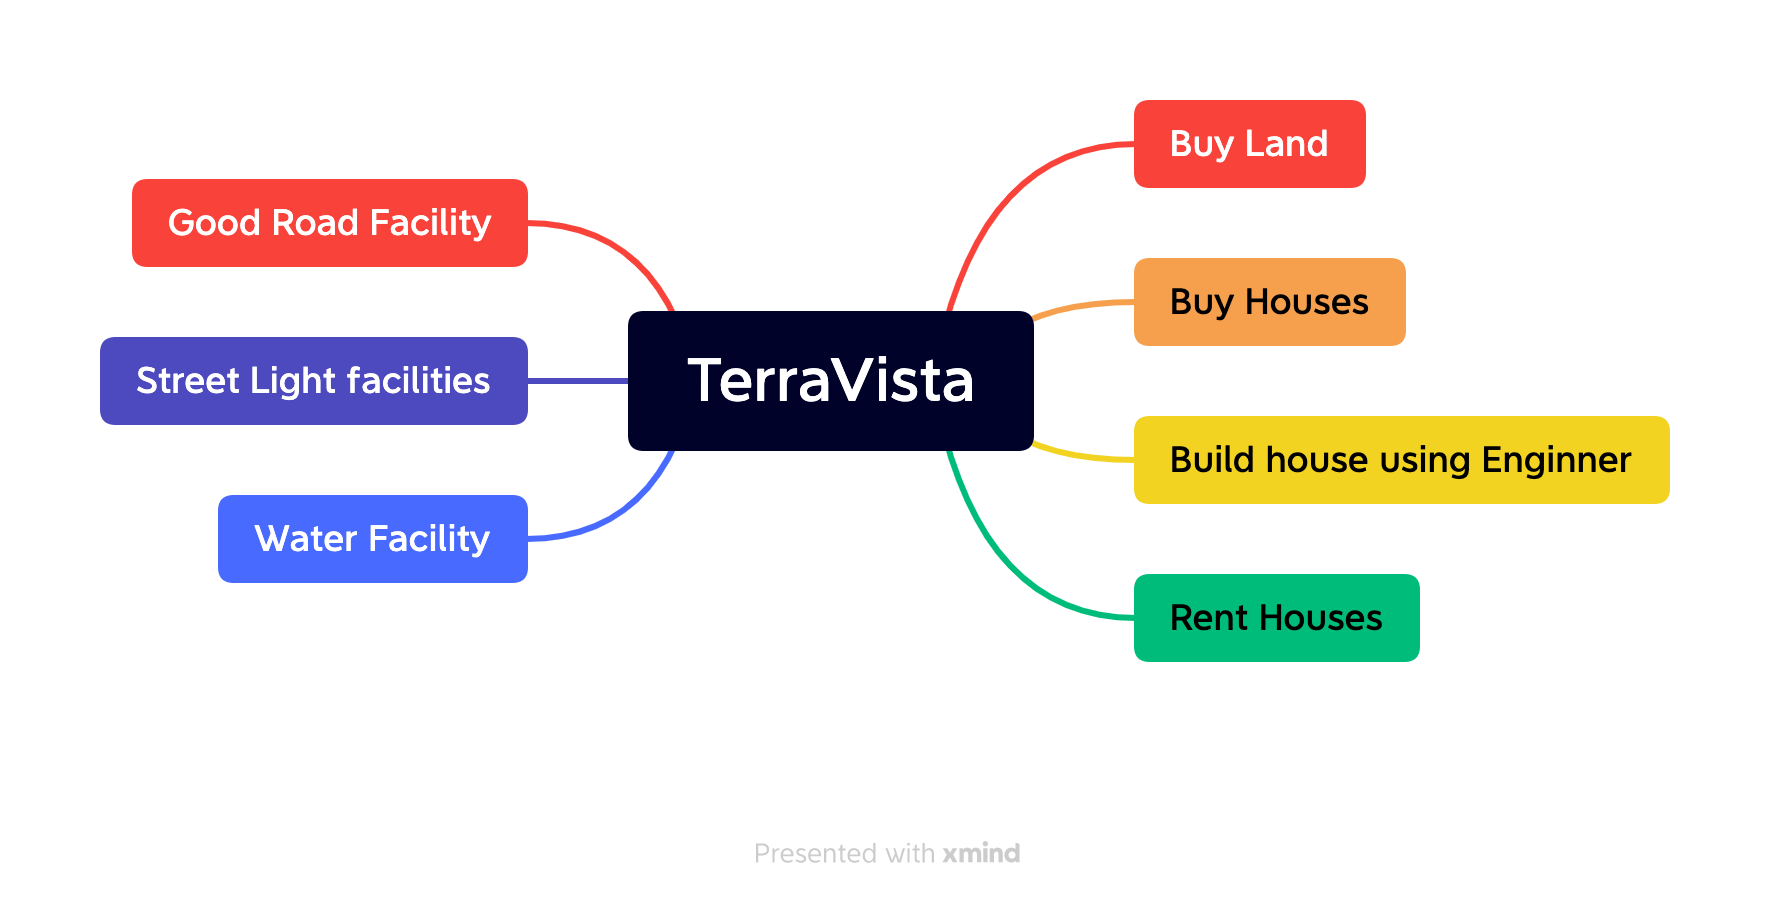 Good Road Facility
Street Light facilities
Water Facility
TerraVista
Buy Land
Buy Houses
Build house using Enginner
Rent Houses
Presented with xmind